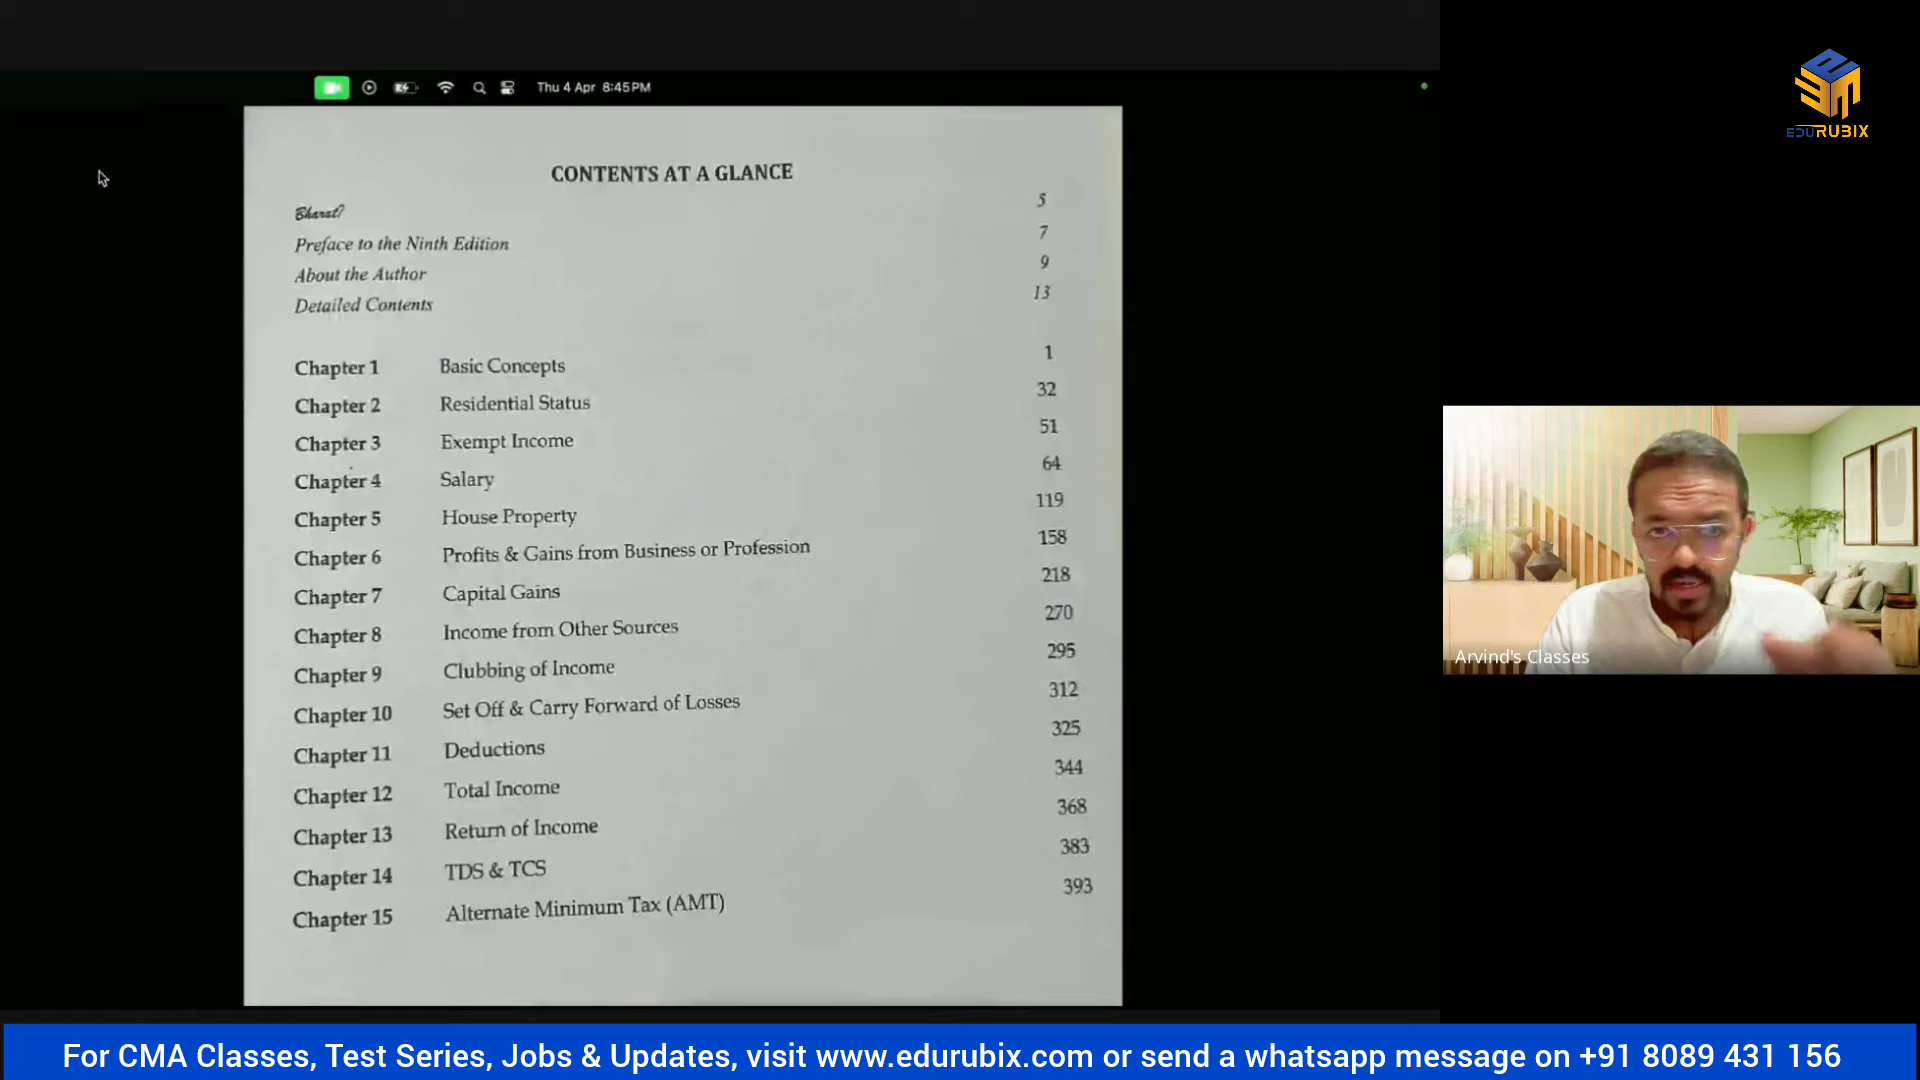 Thu 4 Apr 8:45PM
CONTENTS AT A GLANCE
Bharat? 5
Preface to the Ninth Edition 7
About the Author 9
Detailed Contents 13
Chapter 1 Basic Concepts 1
Chapter 2 Residential Status 32
Chapter 3 Exempt Income 51
Chapter 4 Salary 64
Chapter 5 House Property 119
Chapter 6 Profits & Gains from Business or Profession 158
Chapter 7 Capital Gains 218
Chapter 8 Income from Other Sources 270
Chapter 9 Clubbing of Income 295
Chapter 10 Set Off & Carry Forward of Losses 312
Chapter 11 Deductions 325
Chapter 12 Total Income 344
Chapter 13 Return of Income 368
Chapter 14 TDS & TCS 383
Chapter 15 Alternate Minimum Tax (AMT) 393
EDURUBIX
Arvind's Classes
For CMA Classes, Test Series, Jobs & Updates, visit www.edurubix.com or send a whatsapp message on +91 8089 431 156